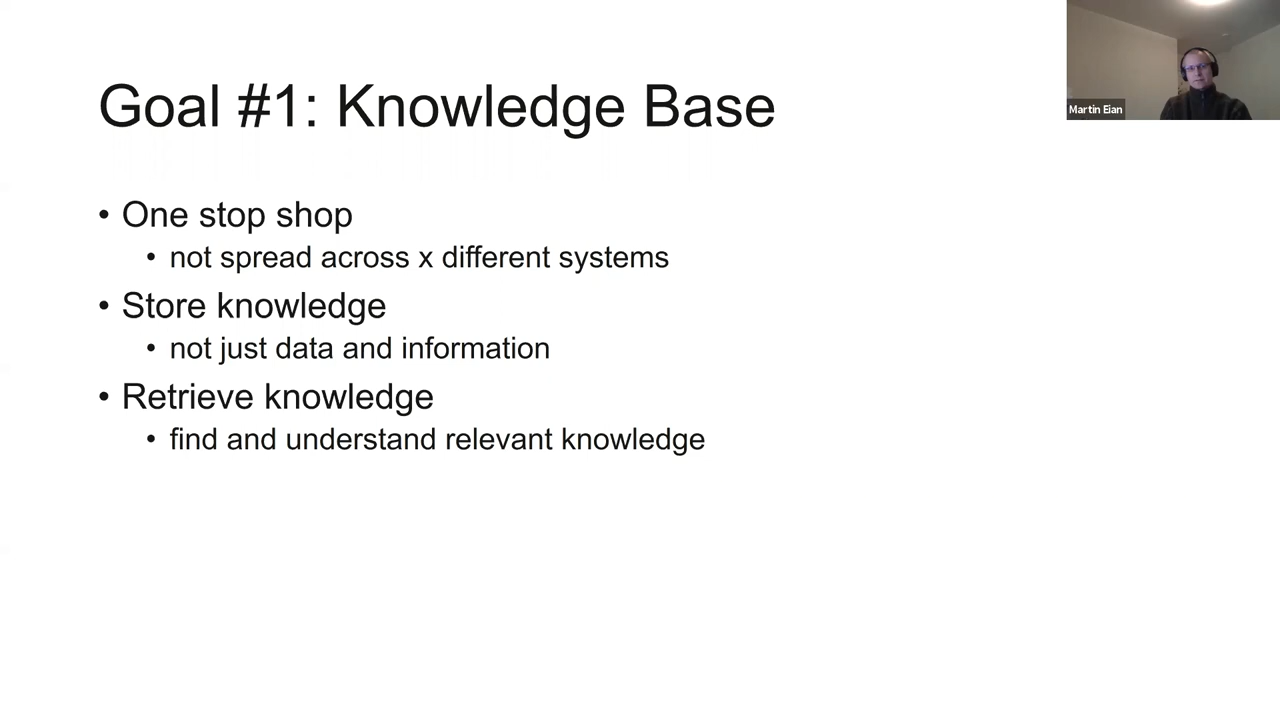 Goal #1: Knowledge Base
Martin Eian
• One stop shop
• not spread across x different systems
• Store knowledge
• not just data and information
• Retrieve knowledge
• find and understand relevant knowledge